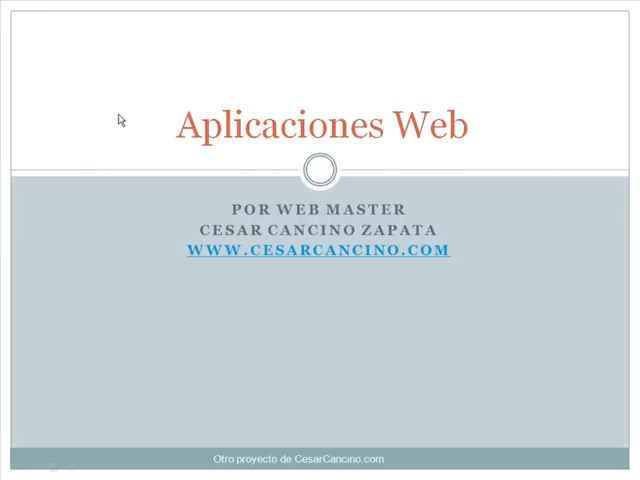 Aplicaciones Web
POR WEB MASTER
CESAR CANCINO ZAPATA
WWW.CESARCANCINO.COM
Otro proyecto de CesarCancino.com